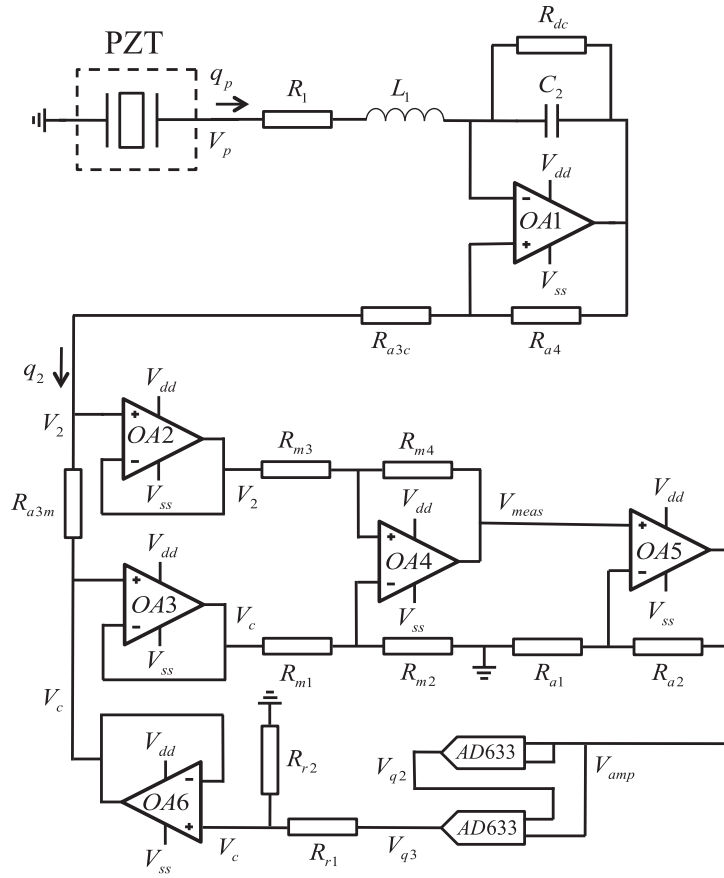 PZT
q_p
V_p
R_1
L_1
R_dc
C_2
V_dd
-
OA1
+
V_ss
R_a3c
R_a4
q_2
V_dd
V_2
+
OA2
-
V_ss
V_2
R_m3
R_m4
R_a3m
V_meas
V_dd
+
OA4
-
V_ss
V_dd
+
OA5
-
V_ss
V_dd
+
OA3
-
V_ss
V_c
R_m1
R_m2
R_a1
R_a2
V_c
R_r2
V_dd
-
OA6
+
V_ss
V_c
R_r1
V_q3
V_q2
AD633
AD633
V_amp